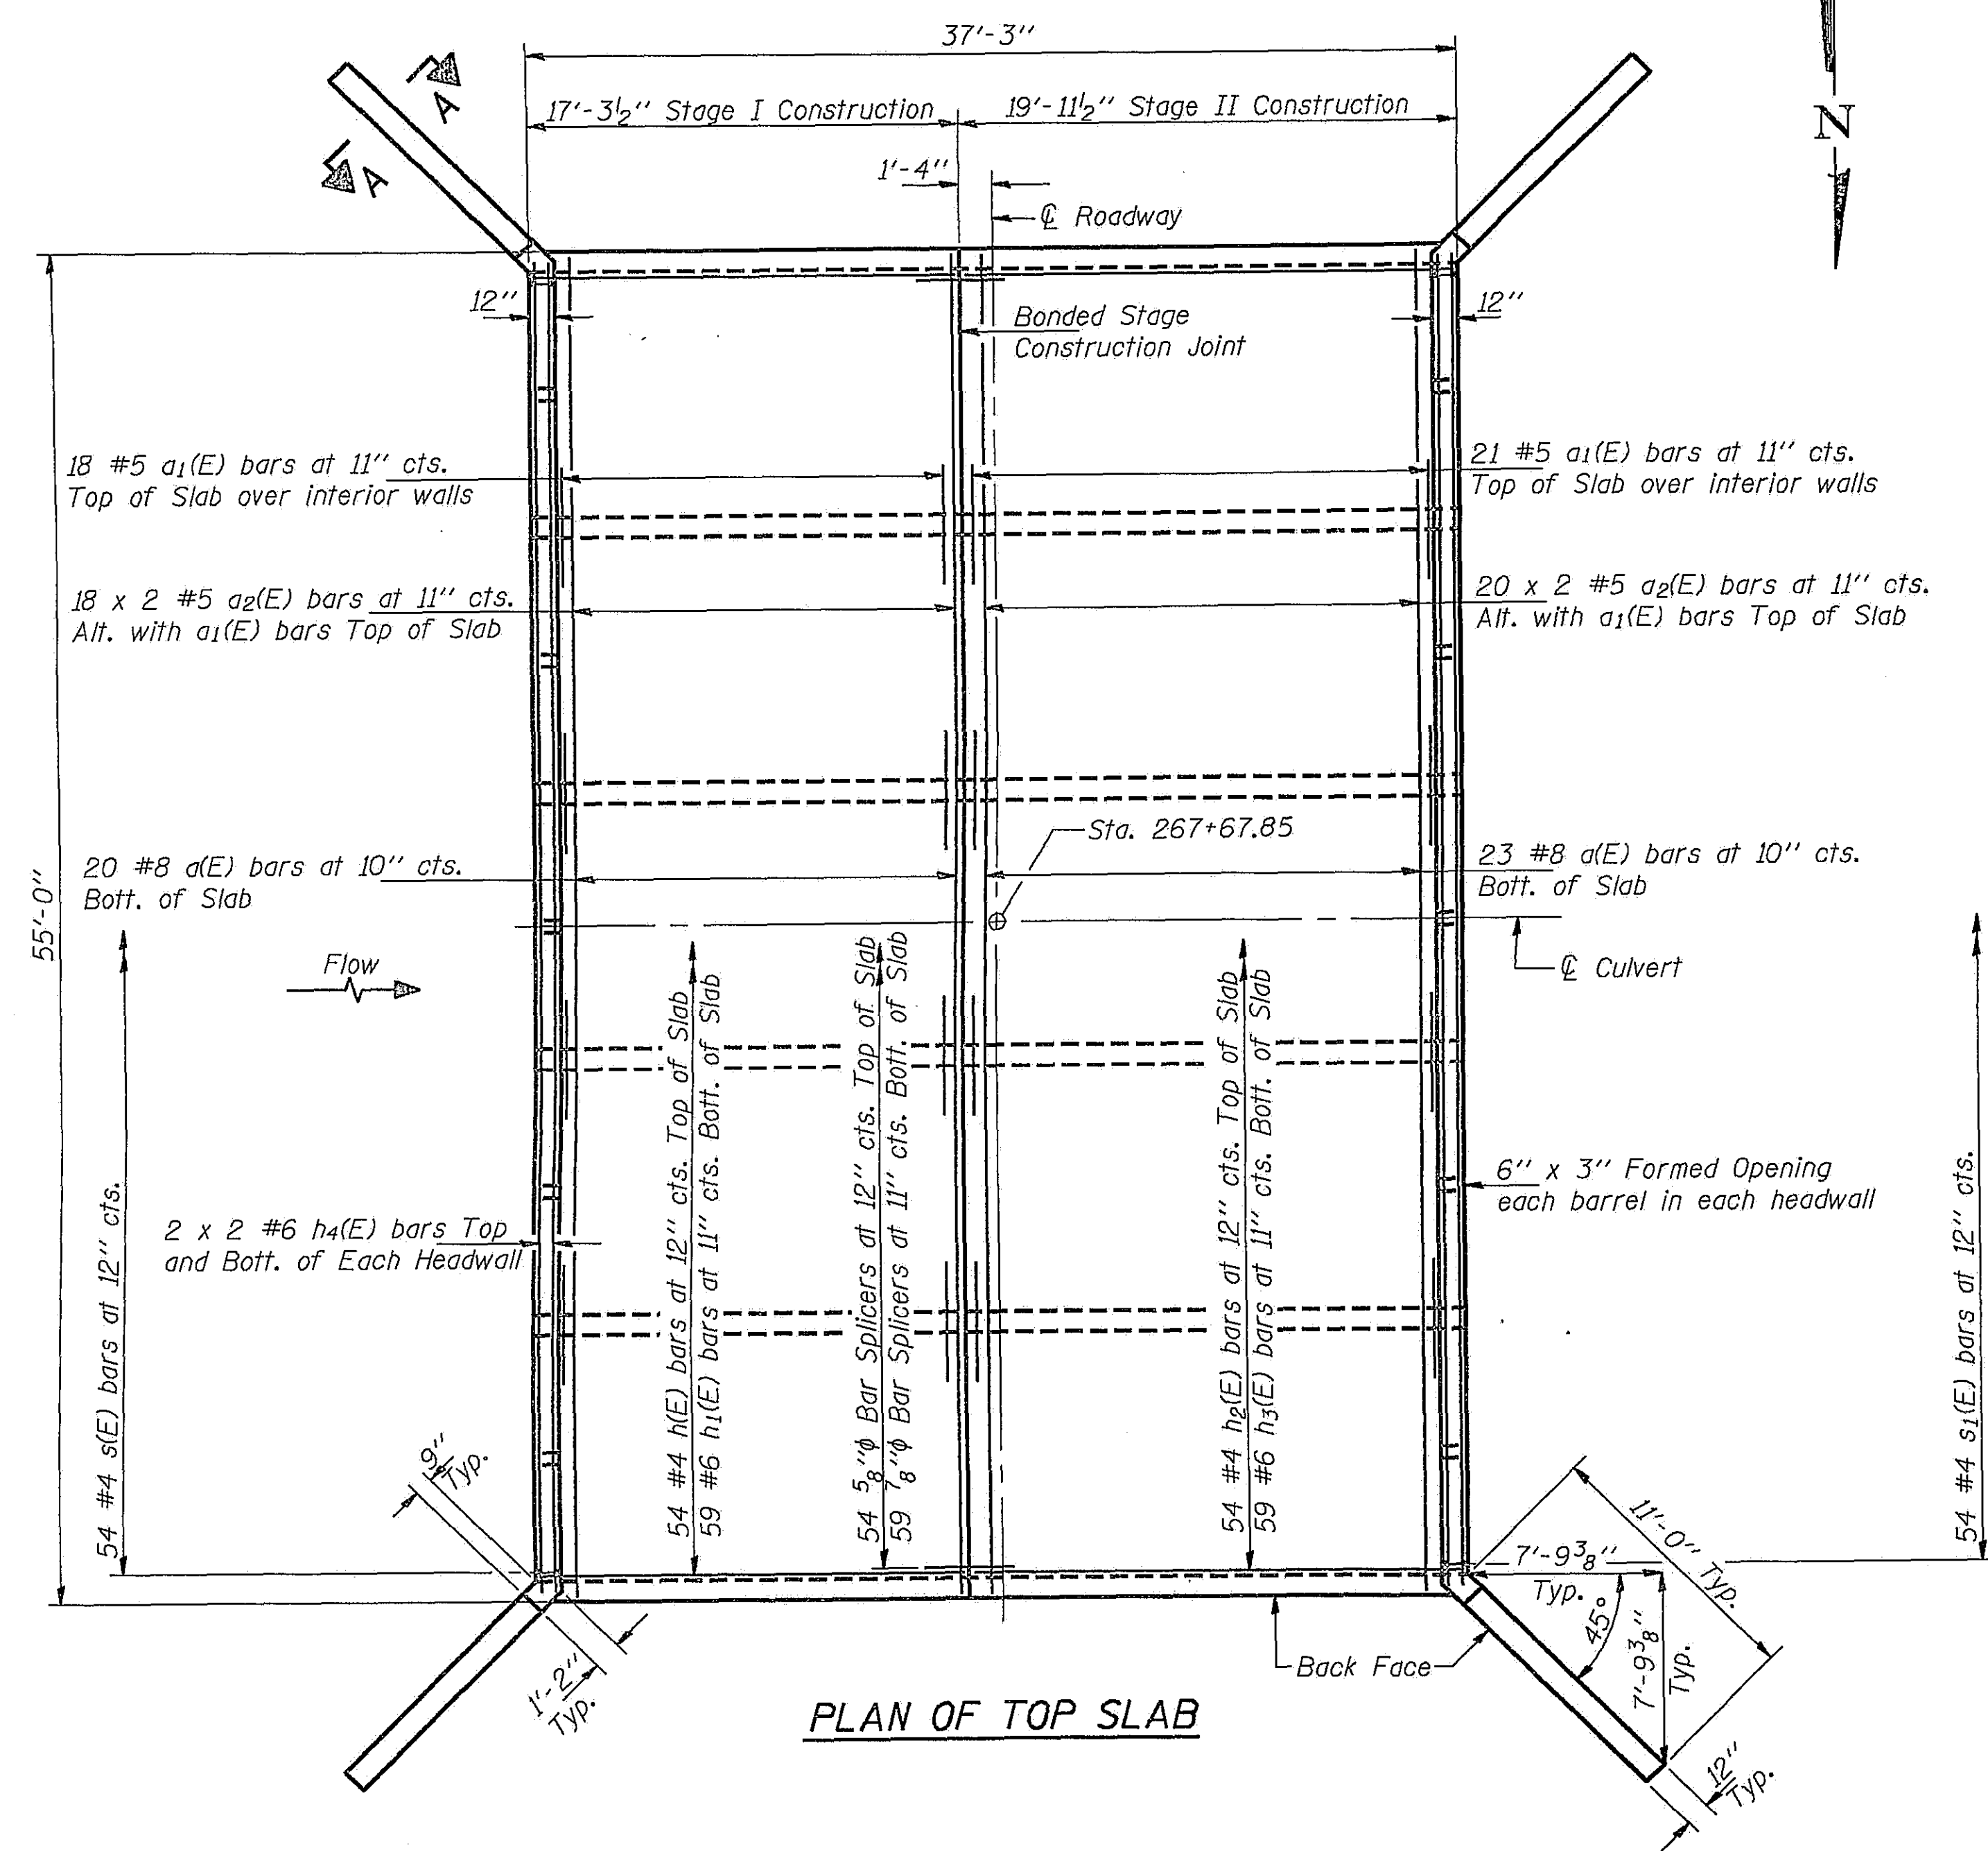 37'-3"
17'-3½" Stage I Construction
19'-11½" Stage II Construction
1'-4"
℄ Roadway
N
A
A
12"
12"
Bonded Stage
Construction Joint
18 #5 a1(E) bars at 11" cts.
Top of Slab over interior walls
21 #5 a1(E) bars at 11" cts.
Top of Slab over interior walls
18 x 2 #5 a2(E) bars at 11" cts.
Alt. with a1(E) bars Top of Slab
20 x 2 #5 a2(E) bars at 11" cts.
Alt. with a1(E) bars Top of Slab
Sta. 267+67.85
20 #8 a(E) bars at 10" cts.
Bott. of Slab
23 #8 a(E) bars at 10" cts.
Bott. of Slab
55'-0"
Flow
℄ Culvert
54 #4 s(E) bars at 12" cts.
54 #4 h(E) bars at 12" cts. Top of Slab
59 #6 h1(E) bars at 11" cts. Bott. of Slab
54 5/8"ϕ Bar Splicers at 12" cts. Top of Slab
59 7/8"ϕ Bar Splicers at 11" cts. Bott. of Slab
54 #4 h2(E) bars at 12" cts. Top of Slab
59 #6 h3(E) bars at 11" cts. Bott. of Slab
54 #4 s1(E) bars at 12" cts.
6" x 3" Formed Opening
each barrel in each headwall
2 x 2 #6 h4(E) bars Top
and Bott. of Each Headwall
9"
Typ.
1'-2"
Typ.
11'-0" Typ.
7'-9⅜"
Typ.
45°
7'-9⅜"
Typ.
12"
Typ.
Back Face
PLAN OF TOP SLAB